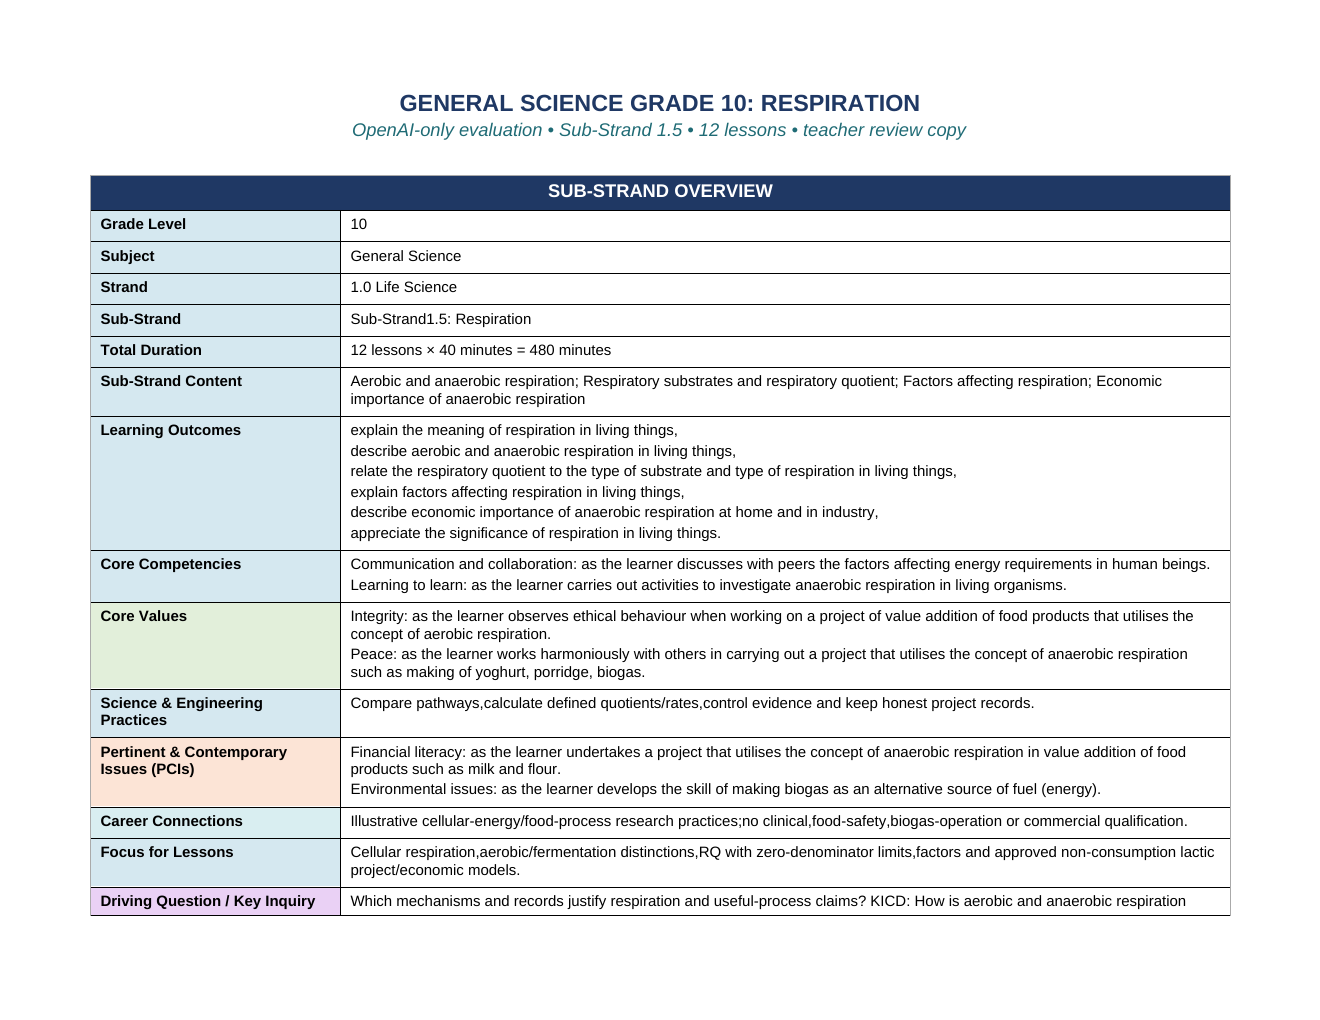 GENERAL SCIENCE GRADE 10: RESPIRATION
OpenAI-only evaluation • Sub-Strand 1.5 • 12 lessons • teacher review copy
SUB-STRAND OVERVIEW
Grade Level
10
Subject
General Science
Strand
1.0 Life Science
Sub-Strand
Sub-Strand1.5: Respiration
Total Duration
12 lessons × 40 minutes = 480 minutes
Sub-Strand Content
Aerobic and anaerobic respiration; Respiratory substrates and respiratory quotient; Factors affecting respiration; Economic
importance of anaerobic respiration
Learning Outcomes
explain the meaning of respiration in living things,
describe aerobic and anaerobic respiration in living things,
relate the respiratory quotient to the type of substrate and type of respiration in living things,
explain factors affecting respiration in living things,
describe economic importance of anaerobic respiration at home and in industry,
appreciate the significance of respiration in living things.
Core Competencies
Communication and collaboration: as the learner discusses with peers the factors affecting energy requirements in human beings.
Learning to learn: as the learner carries out activities to investigate anaerobic respiration in living organisms.
Core Values
Integrity: as the learner observes ethical behaviour when working on a project of value addition of food products that utilises the
concept of aerobic respiration.
Peace: as the learner works harmoniously with others in carrying out a project that utilises the concept of anaerobic respiration
such as making of yoghurt, porridge, biogas.
Science & Engineering
Practices
Compare pathways,calculate defined quotients/rates,control evidence and keep honest project records.
Pertinent & Contemporary
Issues (PCIs)
Financial literacy: as the learner undertakes a project that utilises the concept of anaerobic respiration in value addition of food
products such as milk and flour.
Environmental issues: as the learner develops the skill of making biogas as an alternative source of fuel (energy).
Career Connections
Illustrative cellular-energy/food-process research practices;no clinical,food-safety,biogas-operation or commercial qualification.
Focus for Lessons
Cellular respiration,aerobic/fermentation distinctions,RQ with zero-denominator limits,factors and approved non-consumption lactic
project/economic models.
Driving Question / Key Inquiry
Which mechanisms and records justify respiration and useful-process claims? KICD: How is aerobic and anaerobic respiration